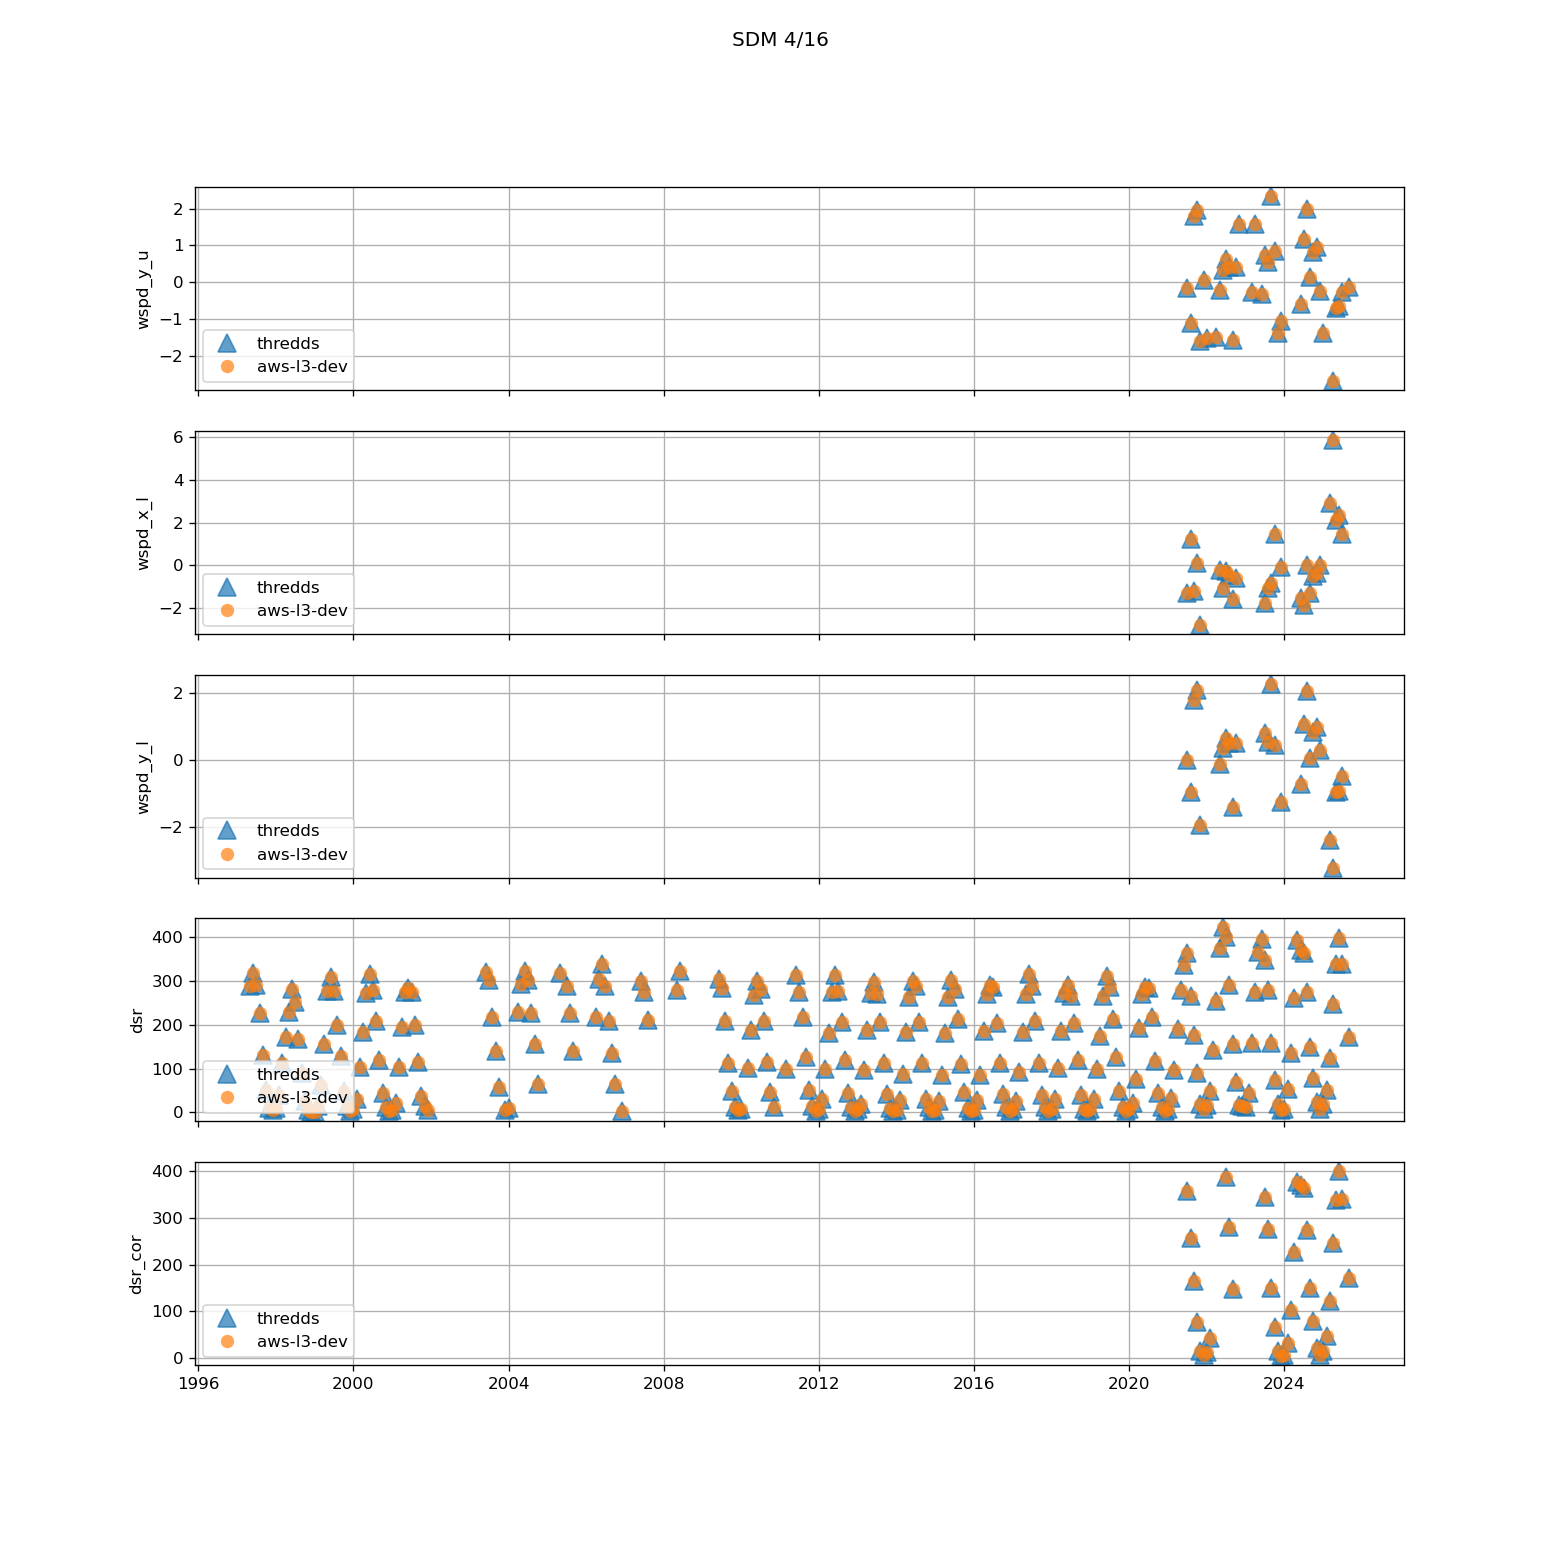 SDM 4/16
wspd_y_u
2
1
0
−1
−2
thredds
aws-l3-dev
wspd_x_l
6
4
2
0
−2
thredds
aws-l3-dev
wspd_y_l
2
0
−2
thredds
aws-l3-dev
dsr
400
300
200
100
0
thredds
aws-l3-dev
dsr_cor
400
300
200
100
0
thredds
aws-l3-dev
1996 2000 2004 2008 2012 2016 2020 2024